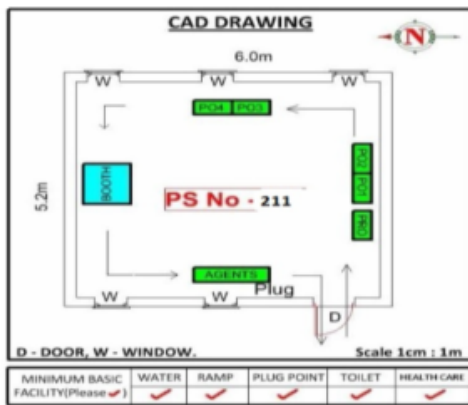 CAD DRAWING
N
6.0m
W W W
PO4 PO3
5.2m
BOOTH
PO2
PO1
PRO
PS No - 211
AGENTS
Plug
W W
D
D - DOOR, W - WINDOW. Scale 1cm : 1m
MINIMUM BASIC FACILITY(Please ✓) WATER RAMP PLUG POINT TOILET HEALTH CARE
✓ ✓ ✓ ✓ ✓